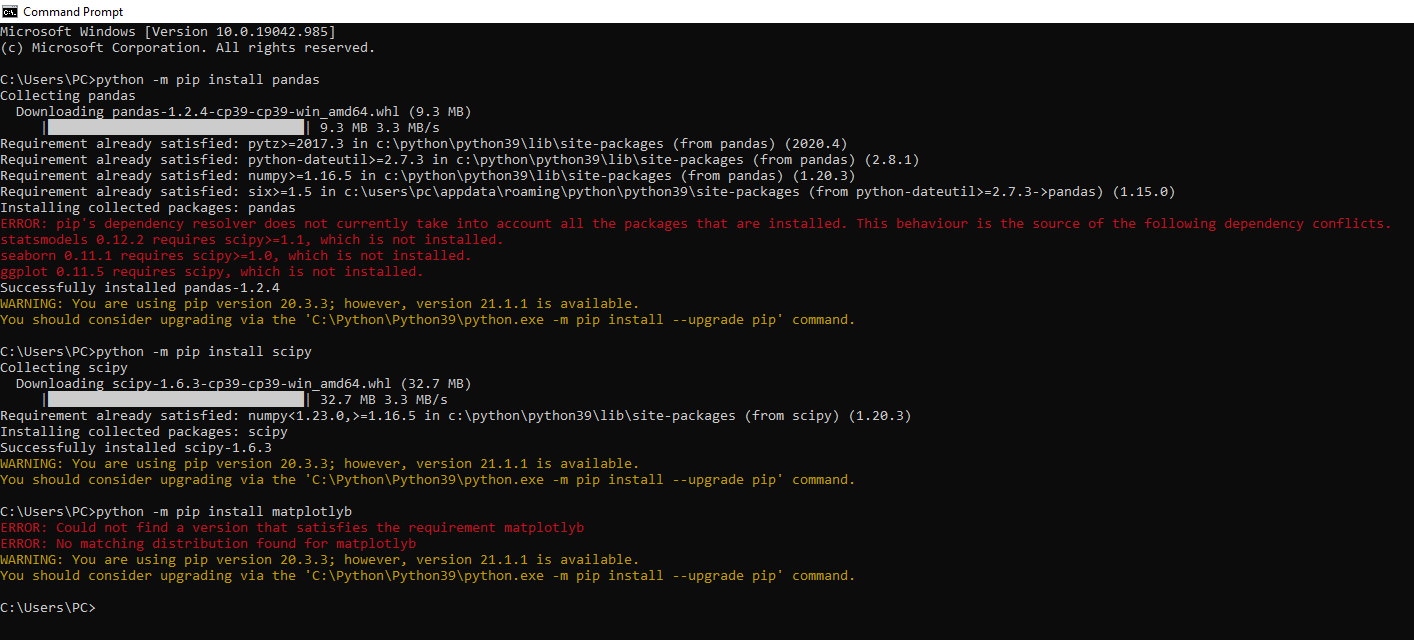 Command Prompt
Microsoft Windows [Version 10.0.19042.985]
(c) Microsoft Corporation. All rights reserved.
C:\Users\PC>python -m pip install pandas
Collecting pandas
Downloading pandas-1.2.4-cp39-cp39-win_amd64.whl (9.3 MB)
| | 9.3 MB 3.3 MB/s
Requirement already satisfied: pytz>=2017.3 in c:\python\python39\lib\site-packages (from pandas) (2020.4)
Requirement already satisfied: python-dateutil>=2.7.3 in c:\python\python39\lib\site-packages (from pandas) (2.8.1)
Requirement already satisfied: numpy>=1.16.5 in c:\python\python39\lib\site-packages (from pandas) (1.20.3)
Requirement already satisfied: six>=1.5 in c:\users\pc\appdata\roaming\python\python39\site-packages (from python-dateutil>=2.7.3->pandas) (1.15.0)
Installing collected packages: pandas
ERROR: pip's dependency resolver does not currently take into account all the packages that are installed. This behaviour is the source of the following dependency conflicts.
statsmodels 0.12.2 requires scipy>=1.1, which is not installed.
seaborn 0.11.1 requires scipy>=1.0, which is not installed.
ggplot 0.11.5 requires scipy, which is not installed.
Successfully installed pandas-1.2.4
WARNING: You are using pip version 20.3.3; however, version 21.1.1 is available.
You should consider upgrading via the 'C:\Python\Python39\python.exe -m pip install --upgrade pip' command.
C:\Users\PC>python -m pip install scipy
Collecting scipy
Downloading scipy-1.6.3-cp39-cp39-win_amd64.whl (32.7 MB)
| | 32.7 MB 3.3 MB/s
Requirement already satisfied: numpy<1.23.0,>=1.16.5 in c:\python\python39\lib\site-packages (from scipy) (1.20.3)
Installing collected packages: scipy
Successfully installed scipy-1.6.3
WARNING: You are using pip version 20.3.3; however, version 21.1.1 is available.
You should consider upgrading via the 'C:\Python\Python39\python.exe -m pip install --upgrade pip' command.
C:\Users\PC>python -m pip install matplotlyb
ERROR: Could not find a version that satisfies the requirement matplotlyb
ERROR: No matching distribution found for matplotlyb
WARNING: You are using pip version 20.3.3; however, version 21.1.1 is available.
You should consider upgrading via the 'C:\Python\Python39\python.exe -m pip install --upgrade pip' command.
C:\Users\PC>